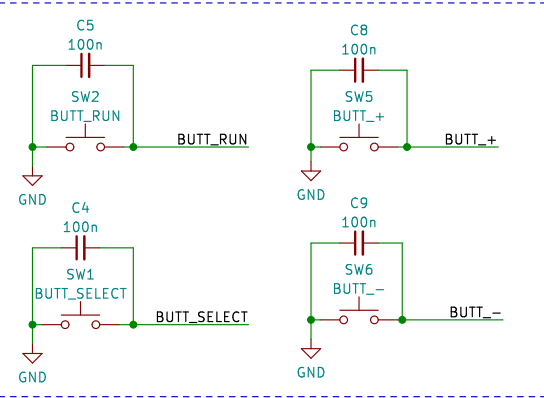 C5
100n
SW2
BUTT_RUN
BUTT_RUN
GND
C8
100n
SW5
BUTT_+
BUTT_+
GND
C4
100n
SW1
BUTT_SELECT
BUTT_SELECT
GND
C9
100n
SW6
BUTT_-
BUTT_-
GND